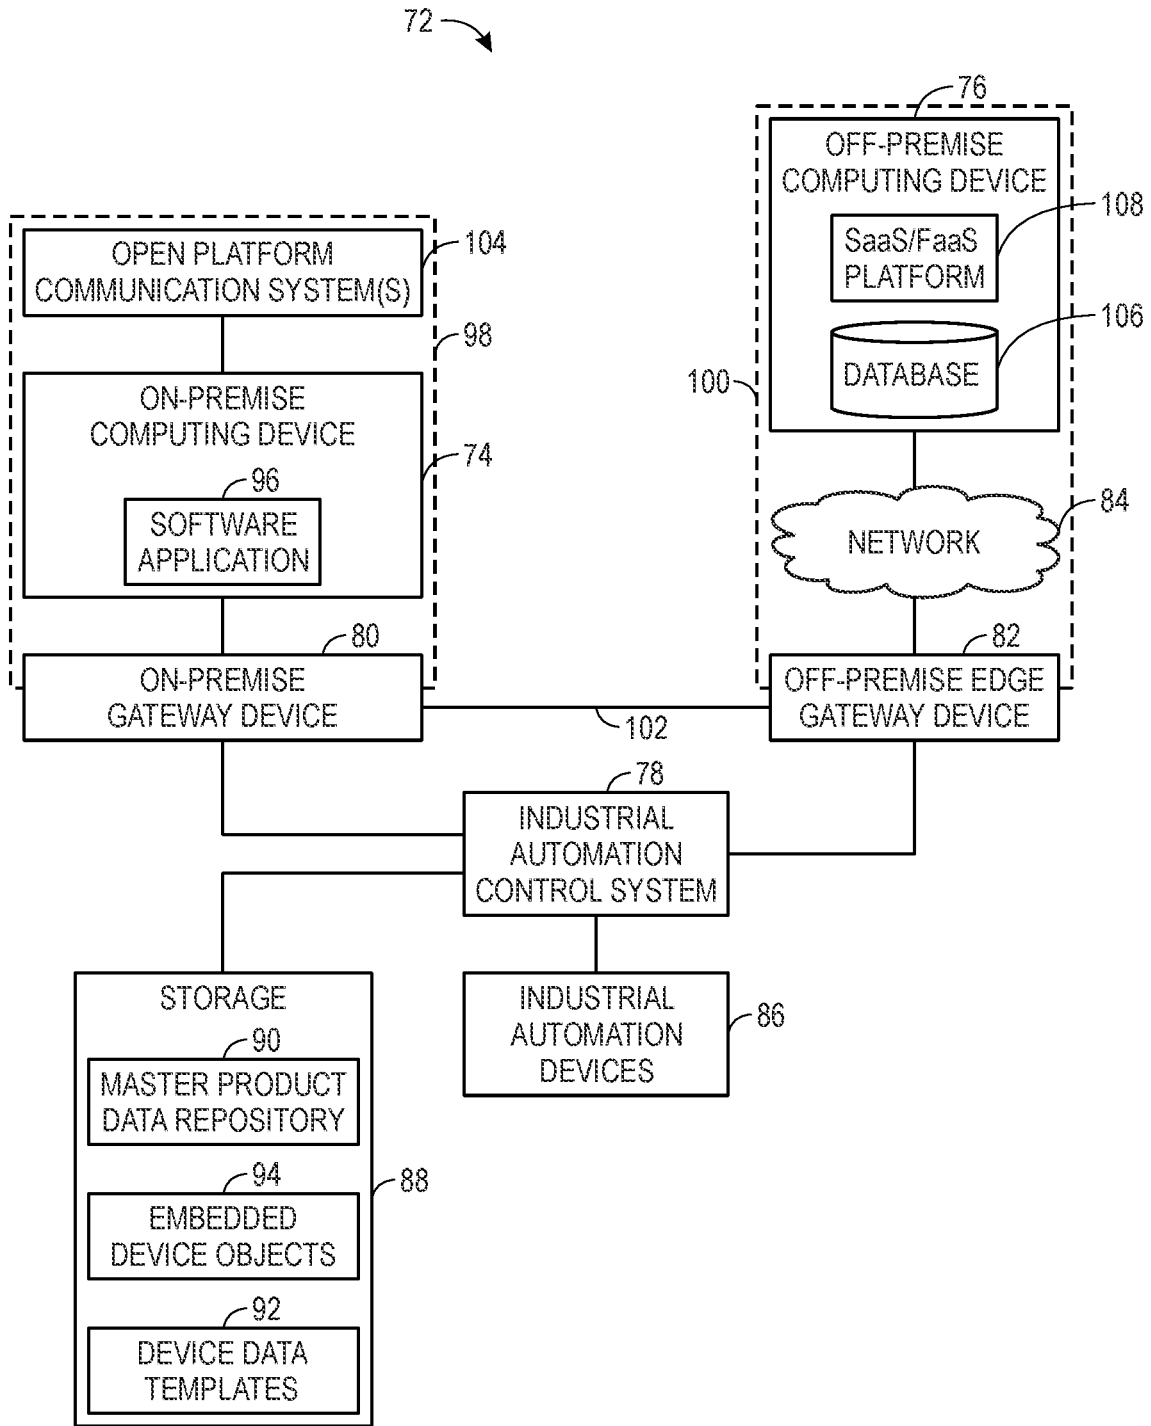 72
76
OFF-PREMISE
COMPUTING DEVICE
108
SaaS/FaaS
PLATFORM
106
DATABASE
100
84
NETWORK
82
OFF-PREMISE EDGE
GATEWAY DEVICE
104
OPEN PLATFORM
COMMUNICATION SYSTEM(S)
98
ON-PREMISE
COMPUTING DEVICE
74
96
SOFTWARE
APPLICATION
80
ON-PREMISE
GATEWAY DEVICE
102
78
INDUSTRIAL
AUTOMATION
CONTROL SYSTEM
INDUSTRIAL
AUTOMATION
DEVICES
86
STORAGE
90
MASTER PRODUCT
DATA REPOSITORY
94
88
EMBEDDED
DEVICE OBJECTS
92
DEVICE DATA
TEMPLATES